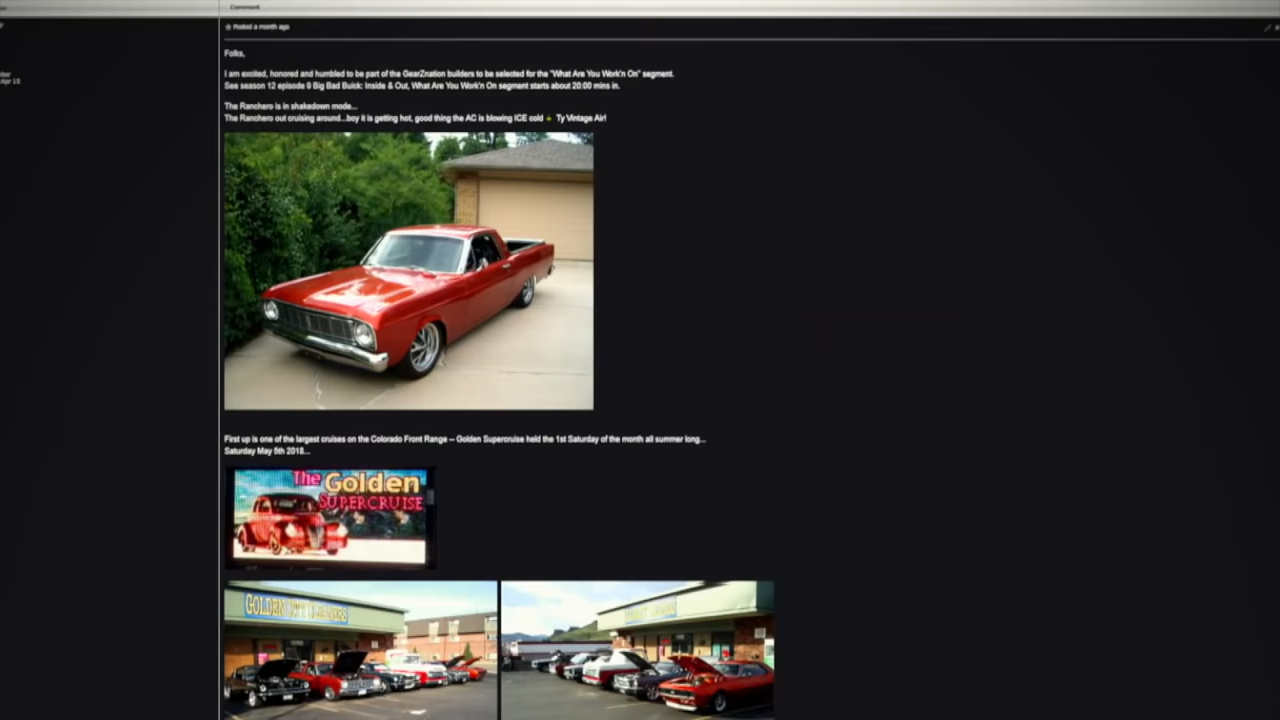 Comment
Posted a month ago
Apr 15
Folks,
I am excited, honored and humbled to be part of the GearZnation builders to be selected for the "What Are You Work'n On" segment.
See season 12 episode 9 Big Bad Buick: Inside & Out, What Are You Work'n On segment starts about 20:00 mins in.
The Ranchero is in shakedown mode...
The Ranchero out cruising around...boy it is getting hot, good thing the AC is blowing ICE cold Ty Vintage Air!
First up is one of the largest cruises on the Colorado Front Range -- Golden Supercruise held the 1st Saturday of the month all summer long...
Saturday May 5th 2018...
The Golden
SUPERCRUISE
GOLDEN CITY